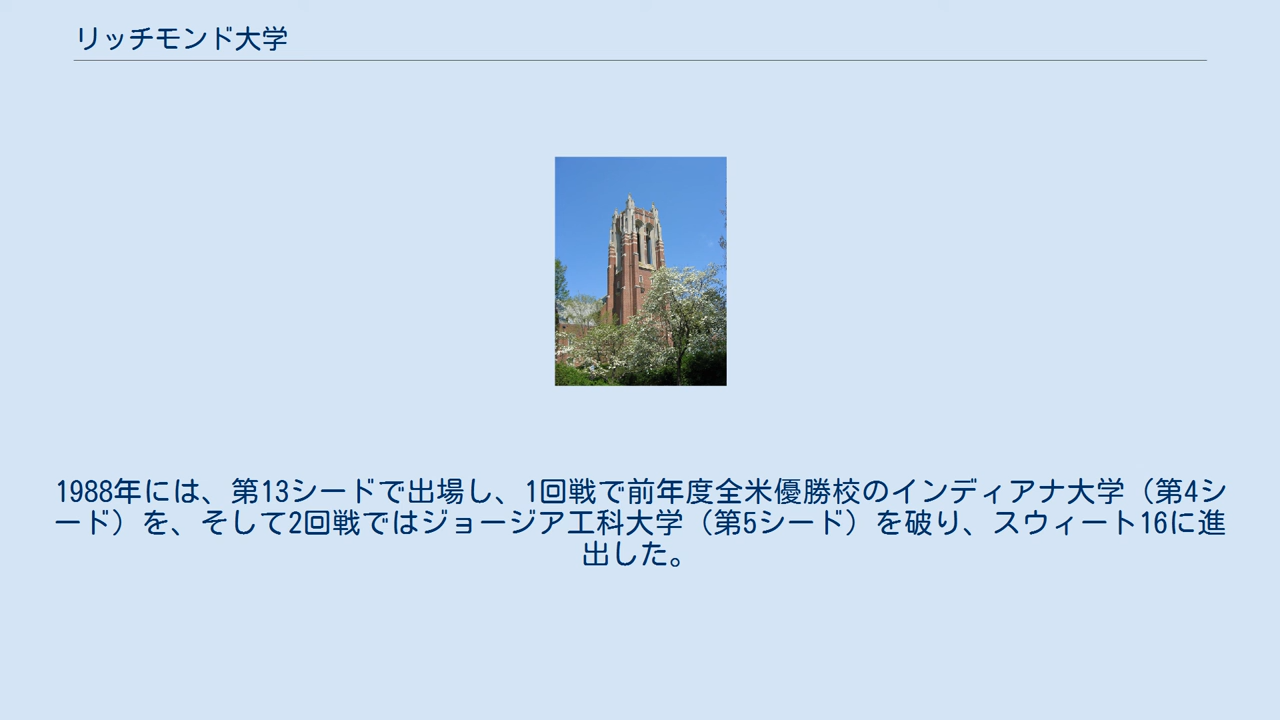 リッチモンド大学
1988年には、第13シードで出場し、1回戦で前年度全米優勝校のインディアナ大学（第4シ
ード）を、そして2回戦ではジョージア工科大学（第5シード）を破り、スウィート16に進
出した。